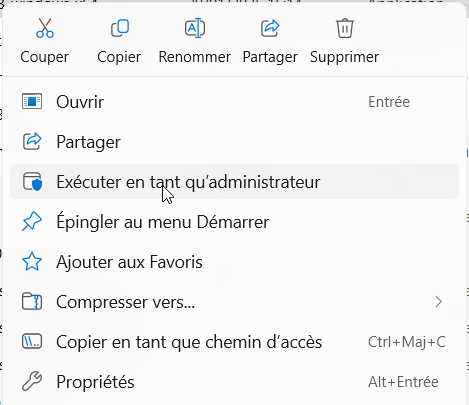 Couper Copier Renommer Partager Supprimer
Ouvrir Entrée
Partager
Exécuter en tant qu’administrateur
Épingler au menu Démarrer
Ajouter aux Favoris
Compresser vers...
Copier en tant que chemin d’accès Ctrl+Maj+C
Propriétés Alt+Entrée